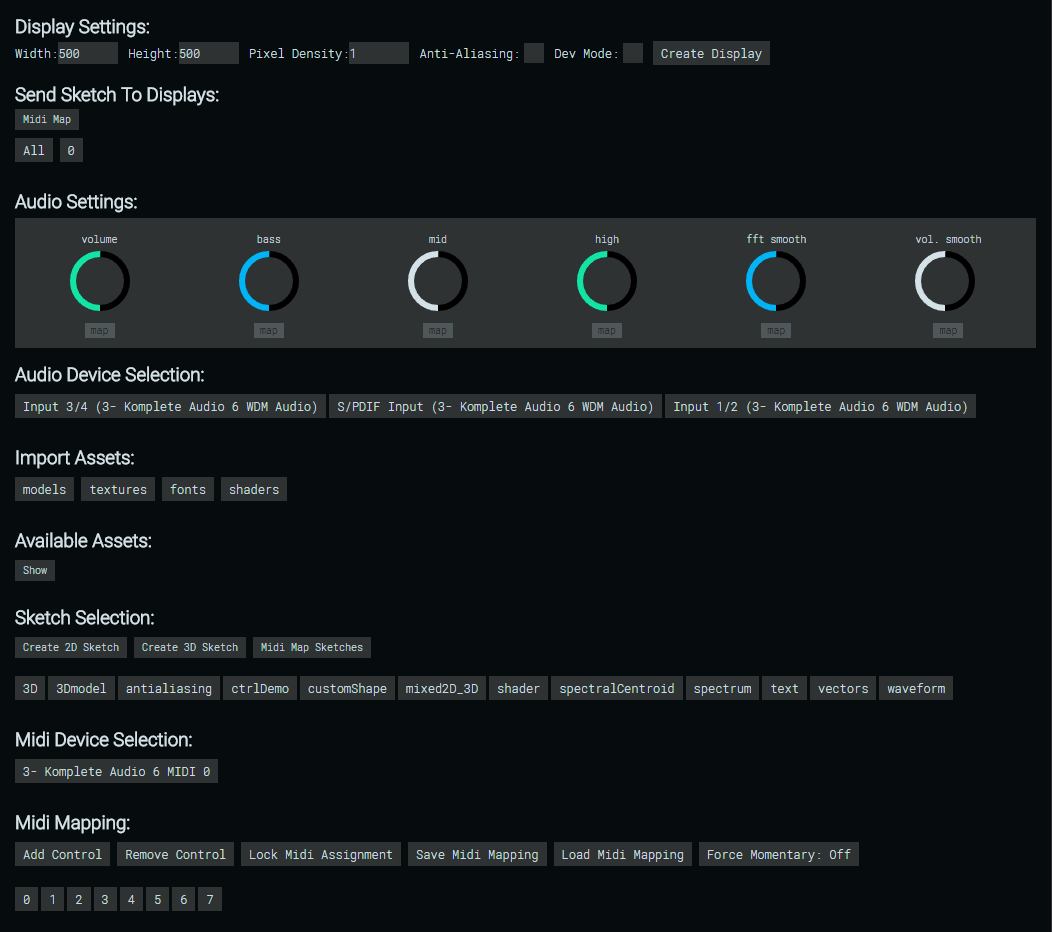 Display Settings:
Width:500 Height:500 Pixel Density:1 Anti-Aliasing: Dev Mode: Create Display
Send Sketch To Displays:
Midi Map
All 0
Audio Settings:
volume bass mid high fft smooth vol. smooth
map map map map map map
Audio Device Selection:
Input 3/4 (3- Komplete Audio 6 WDM Audio) S/PDIF Input (3- Komplete Audio 6 WDM Audio) Input 1/2 (3- Komplete Audio 6 WDM Audio)
Import Assets:
models textures fonts shaders
Available Assets:
Show
Sketch Selection:
Create 2D Sketch Create 3D Sketch Midi Map Sketches
3D 3Dmodel antialiasing ctrlDemo customShape mixed2D_3D shader spectralCentroid spectrum text vectors waveform
Midi Device Selection:
3- Komplete Audio 6 MIDI 0
Midi Mapping:
Add Control Remove Control Lock Midi Assignment Save Midi Mapping Load Midi Mapping Force Momentary: Off
0 1 2 3 4 5 6 7